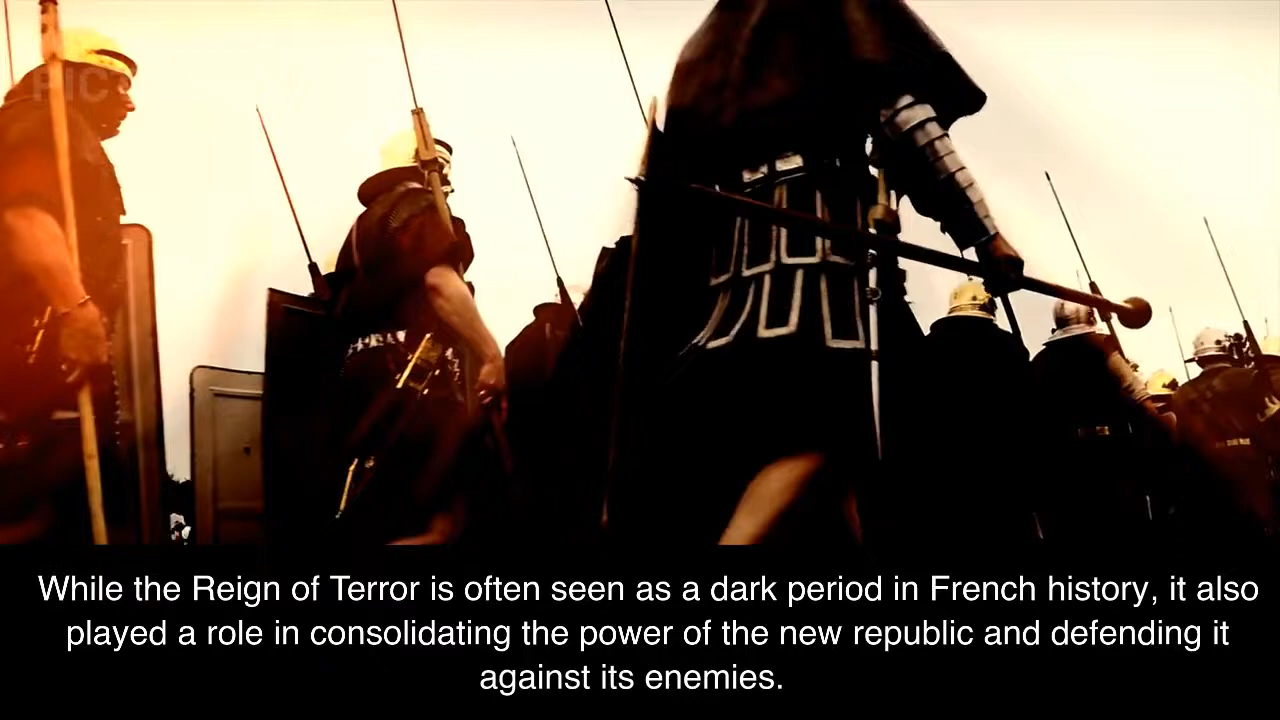 PIC
While the Reign of Terror is often seen as a dark period in French history, it also
played a role in consolidating the power of the new republic and defending it
against its enemies.